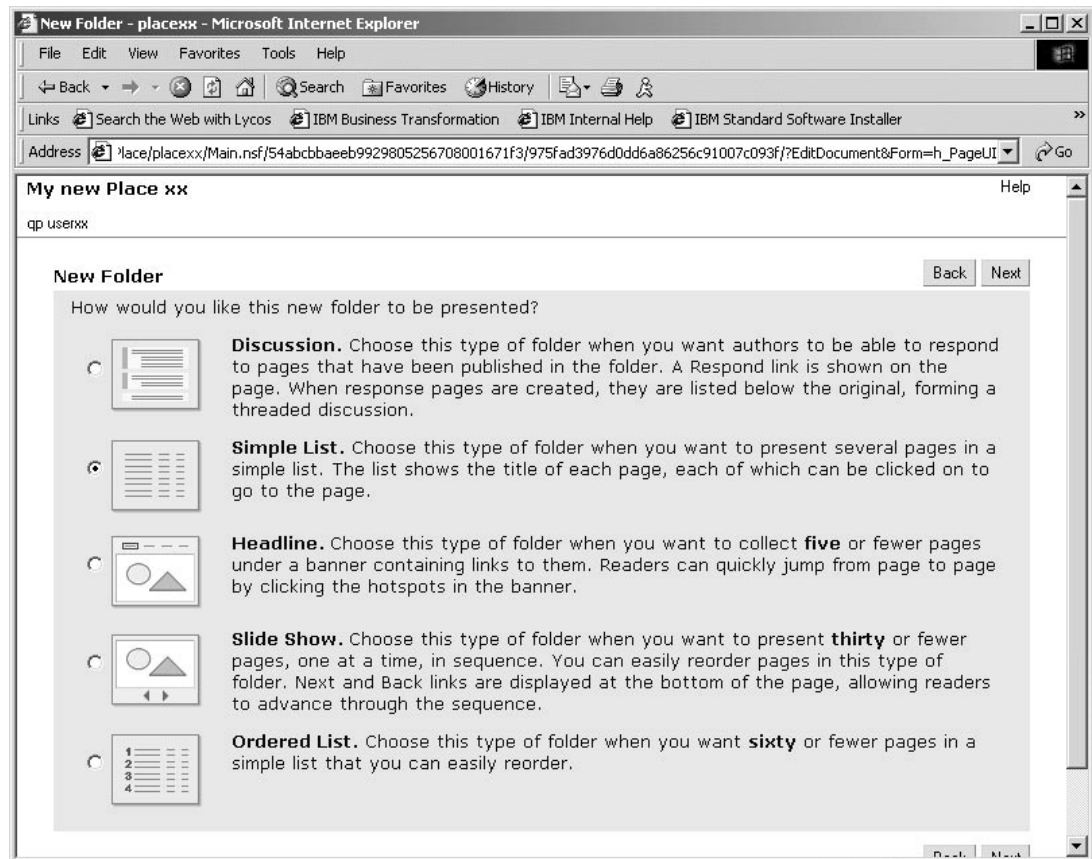 New Folder - placexx - Microsoft Internet Explorer
File Edit View Favorites Tools Help
Back Search Favorites History
Links Search the Web with Lycos IBM Business Transformation IBM Internal Help IBM Standard Software Installer »
Address lace/placexx/Main.nsf/54abcbbaeeb9929805256708001671f3/975fad3976d0dd6a86256c91007c093f/?EditDocument&Form=h_PageUI Go
My new Place xx Help
qp userxx
New Folder Back Next
How would you like this new folder to be presented?
Discussion. Choose this type of folder when you want authors to be able to respond
to pages that have been published in the folder. A Respond link is shown on the
page. When response pages are created, they are listed below the original, forming a
threaded discussion.
Simple List. Choose this type of folder when you want to present several pages in a
simple list. The list shows the title of each page, each of which can be clicked on to
go to the page.
Headline. Choose this type of folder when you want to collect five or fewer pages
under a banner containing links to them. Readers can quickly jump from page to page
by clicking the hotspots in the banner.
Slide Show. Choose this type of folder when you want to present thirty or fewer
pages, one at a time, in sequence. You can easily reorder pages in this type of
folder. Next and Back links are displayed at the bottom of the page, allowing readers
to advance through the sequence.
Ordered List. Choose this type of folder when you want sixty or fewer pages in a
simple list that you can easily reorder.
1
2
3
4
Back Next